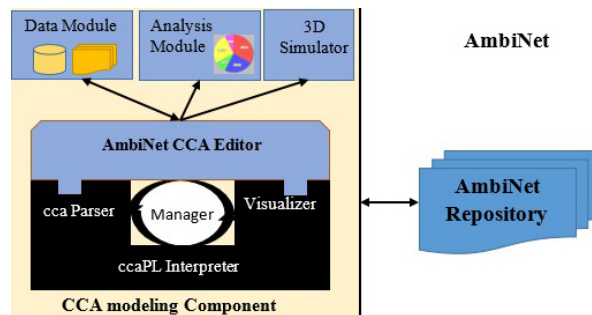 Data Module
Analysis
Module
3D
Simulator
AmbiNet
AmbiNet CCA Editor
cca Parser
Manager
Visualizer
ccaPL Interpreter
CCA modeling Component
AmbiNet
Repository